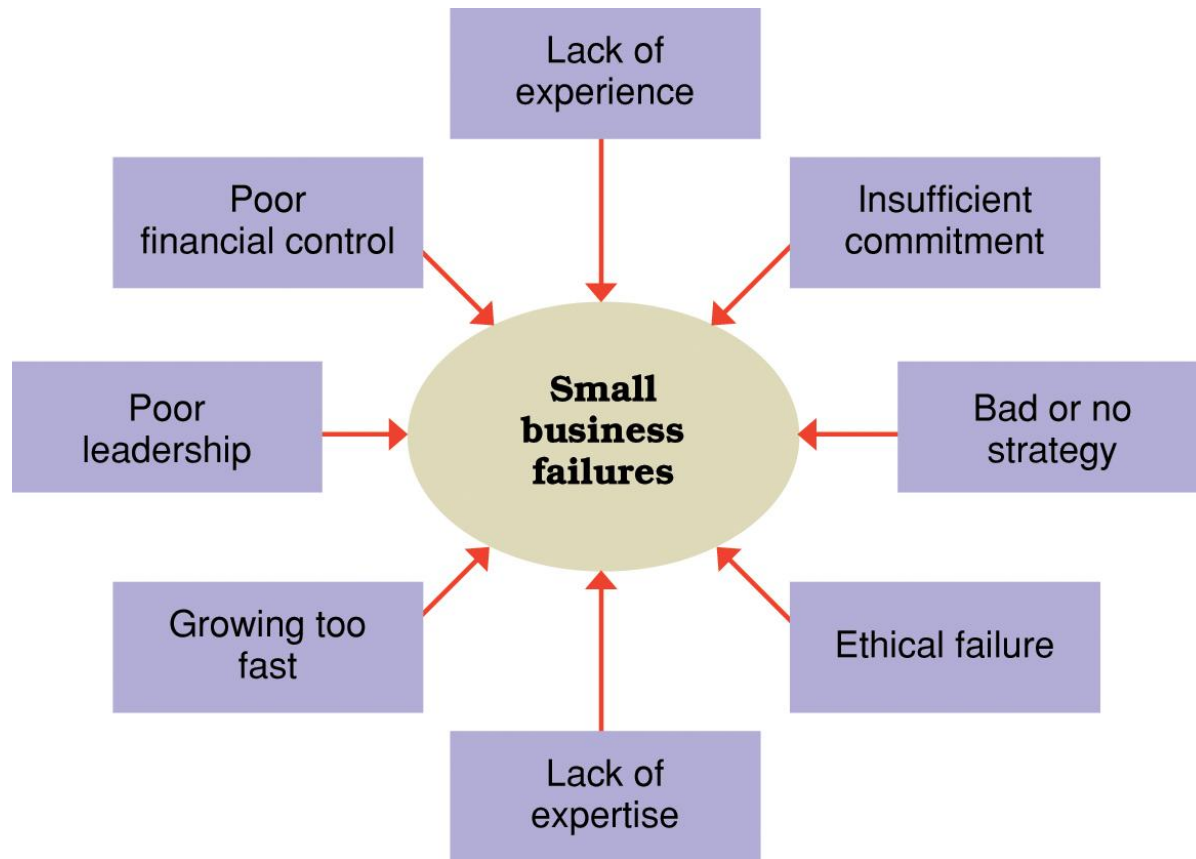 Lack of
experience
Poor
financial control
Insufficient
commitment
Small
business
failures
Poor
leadership
Bad or no
strategy
Growing too
fast
Ethical failure
Lack of
expertise